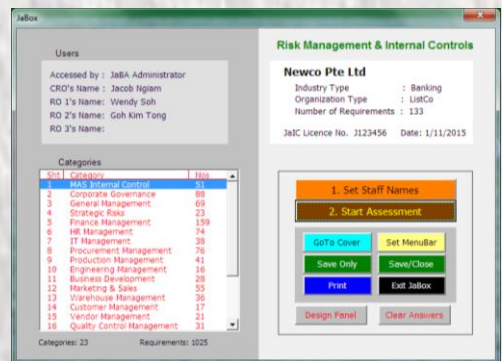 JaBox
Users
Accessed by : JaBA Administrator
CRO's Name : Jacob Ngiam
RO 1's Name: Wendy Soh
RO 2's Name: Goh Kim Tong
RO 3's Name:
Categories
Sht Category Nos
1 MAS Internal Control 51
2 Corporate Governance 88
3 General Management 69
4 Strategic Risks 23
5 Finance Management 159
6 HR Management 74
7 IT Management 38
8 Procurement Management 76
9 Production Management 41
10 Engineering Management 16
11 Business Development 28
12 Marketing & Sales 55
13 Warehouse Management 36
14 Customer Management 17
15 Vendor Management 21
16 Quality Control Management 31
Categories: 23 Requirements: 1025
Risk Management & Internal Controls
Newco Pte Ltd
Industry Type : Banking
Organization Type : ListCo
Number of Requirements : 133
JaIC Licence No. J123456 Date: 1/11/2015
1. Set Staff Names
2. Start Assessment
GoTo Cover Set MenuBar
Save Only Save/Close
Print Exit JaBox
Design Panel Clear Answers